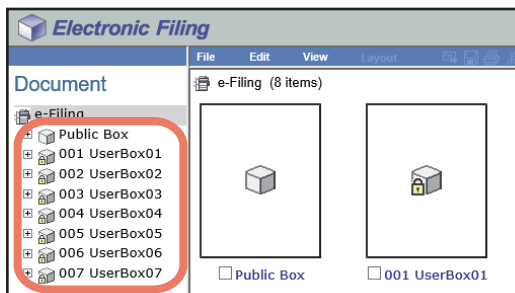 Electronic Filing
File Edit View Layout
Document
e-Filing (8 items)
e-Filing
Public Box
001 UserBox01
002 UserBox02
003 UserBox03
004 UserBox04
005 UserBox05
006 UserBox06
007 UserBox07
Public Box
001 UserBox01